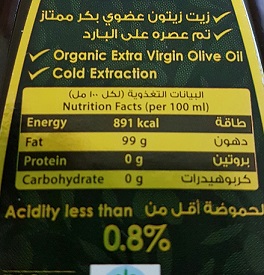 زيت زيتون عضوي بكر ممتاز
تم عصره على البارد
Organic Extra Virgin Olive Oil
Cold Extraction
البيانات التغذوية (لكل ١٠٠ مل)
Nutrition Facts (per 100 ml)
Energy 891 kcal طاقة
Fat 99 g دهون
Protein 0 g بروتين
Carbohydrate 0 g كربوهيدرات
Acidity less than لحموضة أقل من
0.8%